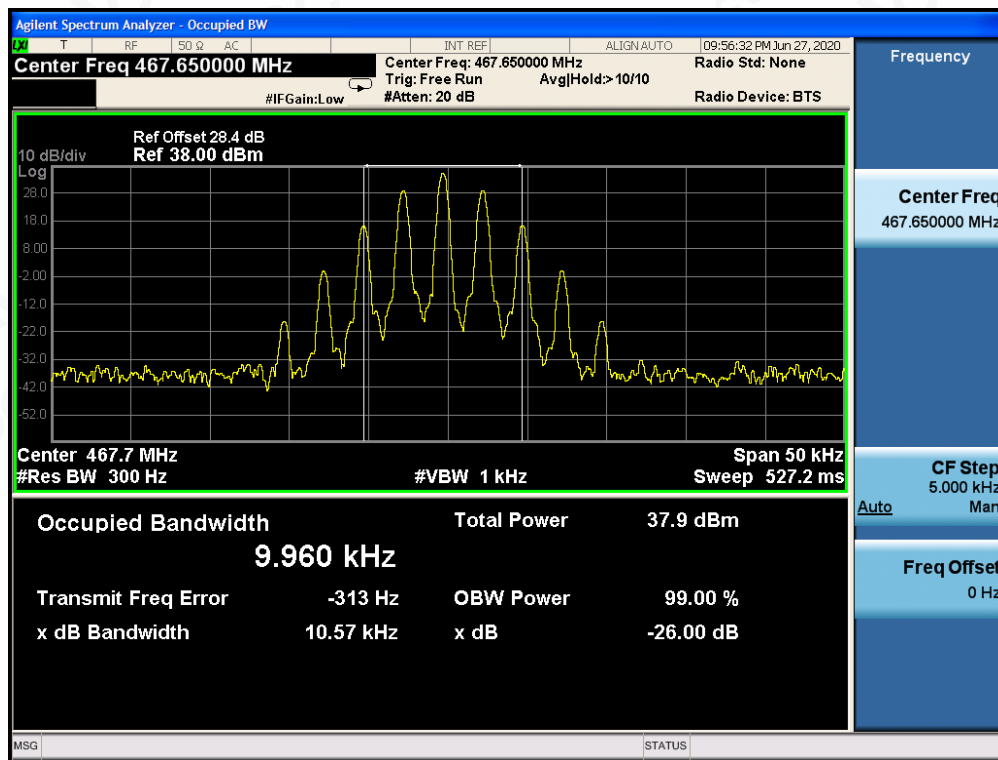 Agilent Spectrum Analyzer - Occupied BW
LXI T RF 50 Ω AC INT REF ALIGN AUTO 09:56:32 PM Jun 27, 2020
Center Freq 467.650000 MHz
Center Freq: 467.650000 MHz
Radio Std: None
Trig: Free Run Avg|Hold:> 10/10
#IFGain:Low
#Atten: 20 dB
Radio Device: BTS
Ref Offset 28.4 dB
10 dB/div Ref 38.00 dBm
Log
28.0
18.0
8.00
-2.00
-12.0
-22.0
-32.0
-42.0
-52.0
Center 467.7 MHz Span 50 kHz
#Res BW 300 Hz #VBW 1 kHz Sweep 527.2 ms
Occupied Bandwidth Total Power 37.9 dBm
9.960 kHz
Transmit Freq Error -313 Hz OBW Power 99.00 %
x dB Bandwidth 10.57 kHz x dB -26.00 dB
MSG STATUS
Frequency
Center Freq
467.650000 MHz
CF Step
5.000 kHz
Auto Man
Freq Offset
0 Hz